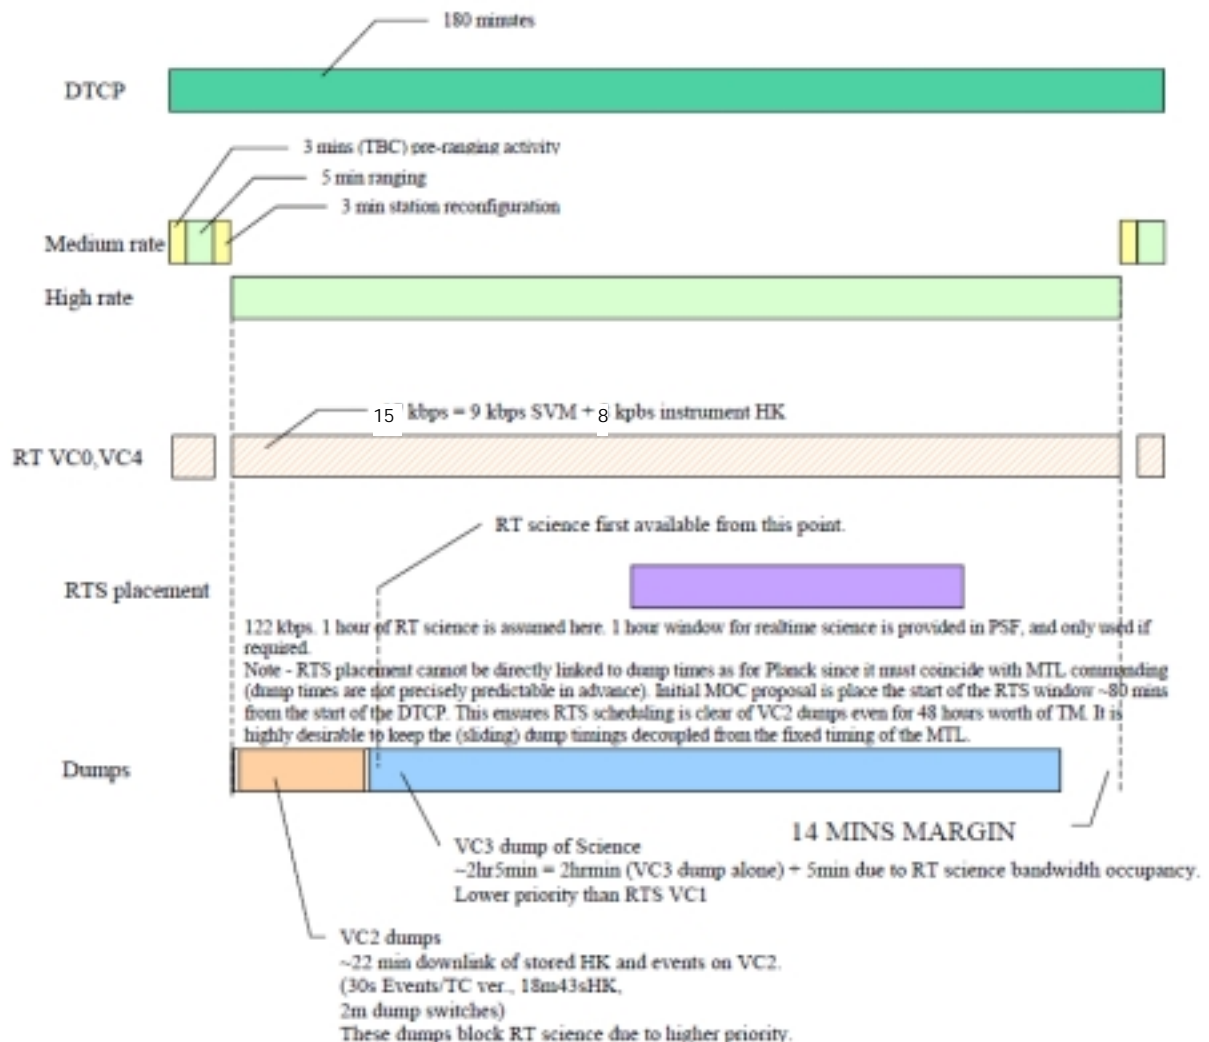 180 minutes
DTCP
3 mins (TBC) pre-ranging activity
5 min ranging
3 min station reconfiguration
Medium rate
High rate
15 kbps = 9 kbps SVM + 8 kpbs instrument HK
RT VC0,VC4
RT science first available from this point.
RTS placement
122 kbps. 1 hour of RT science is assumed here. 1 hour window for realtime science is provided in PSF, and only used if
required.
Note - RTS placement cannot be directly linked to dump times as for Planck since it must coincide with MTL commanding
(dump times are not precisely predictable in advance). Initial MOC proposal is place the start of the RTS window ~80 mins
from the start of the DTCP. This ensures RTS scheduling is clear of VC2 dumps even for 48 hours worth of TM. It is
highly desirable to keep the (sliding) dump timings decoupled from the fixed timing of the MTL.
Dumps
14 MINS MARGIN
VC3 dump of Science
~2hr5min = 2hrmin (VC3 dump alone) + 5min due to RT science bandwidth occupancy.
Lower priority than RTS VC1
VC2 dumps
~22 min downlink of stored HK and events on VC2.
(30s Events/TC ver., 18m43sHK,
2m dump switches)
These dumps block RT science due to higher priority.